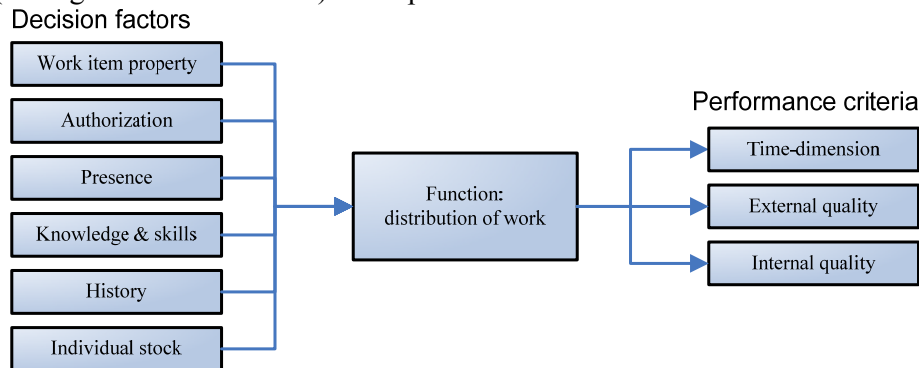 Decision factors
Work item property
Authorization
Presence
Knowledge & skills
History
Individual stock
Function:
distribution of work
Performance criteria
Time-dimension
External quality
Internal quality